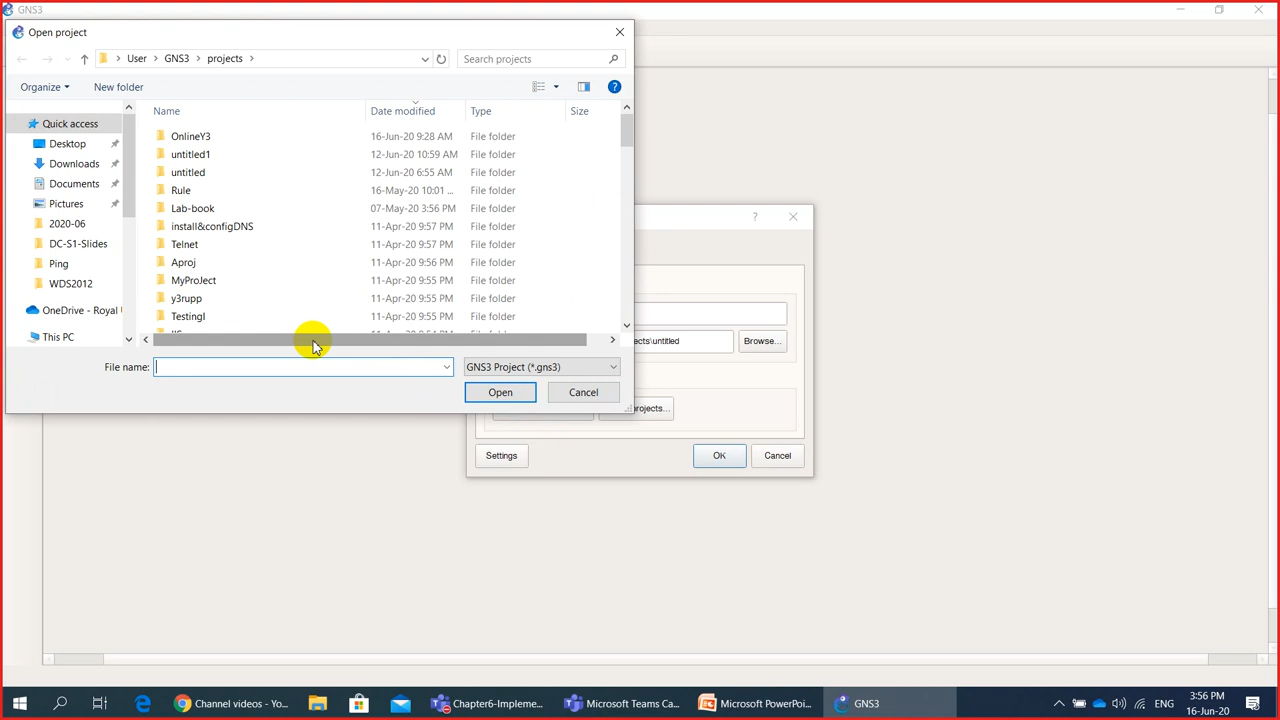 GNS3
Open project
User > GNS3 > projects >
Search projects
Organize
New folder
Name
Date modified
Type
Size
Quick access
Desktop
Downloads
Documents
Pictures
2020-06
DC-S1-Slides
Ping
WDS2012
OneDrive - Royal
This PC
OnlineY3 16-Jun-20 9:28 AM File folder
untitled1 12-Jun-20 10:59 AM File folder
untitled 12-Jun-20 6:55 AM File folder
Rule 16-May-20 10:01 ... File folder
Lab-book 07-May-20 3:56 PM File folder
install&configDNS 11-Apr-20 9:57 PM File folder
Telnet 11-Apr-20 9:57 PM File folder
Aproj 11-Apr-20 9:56 PM File folder
MyProJect 11-Apr-20 9:55 PM File folder
y3rupp 11-Apr-20 9:55 PM File folder
TestingI 11-Apr-20 9:55 PM File folder
File name:
GNS3 Project (*.gns3)
Open
Cancel
?
ects\untitled
Browse...
rojects...
Settings
OK
Cancel
Channel videos - Yo...
Chapter6-Impleme...
Microsoft Teams Ca...
Microsoft PowerPoin...
GNS3
ENG
3:56 PM
16-Jun-20